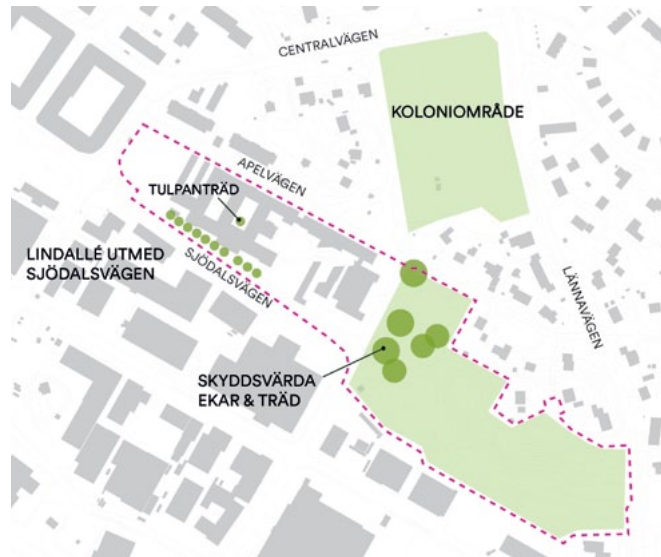 CENTRALVÄGEN
KOLONIOMRÅDE
APELVÄGEN
TULPANTRÄD
LINDALLÉ UTMED
SJÖDALSVÄGEN
SJÖDALSVÄGEN
LÄNNAVÄGEN
SKYDDSVÄRDA
EKAR & TRÄD